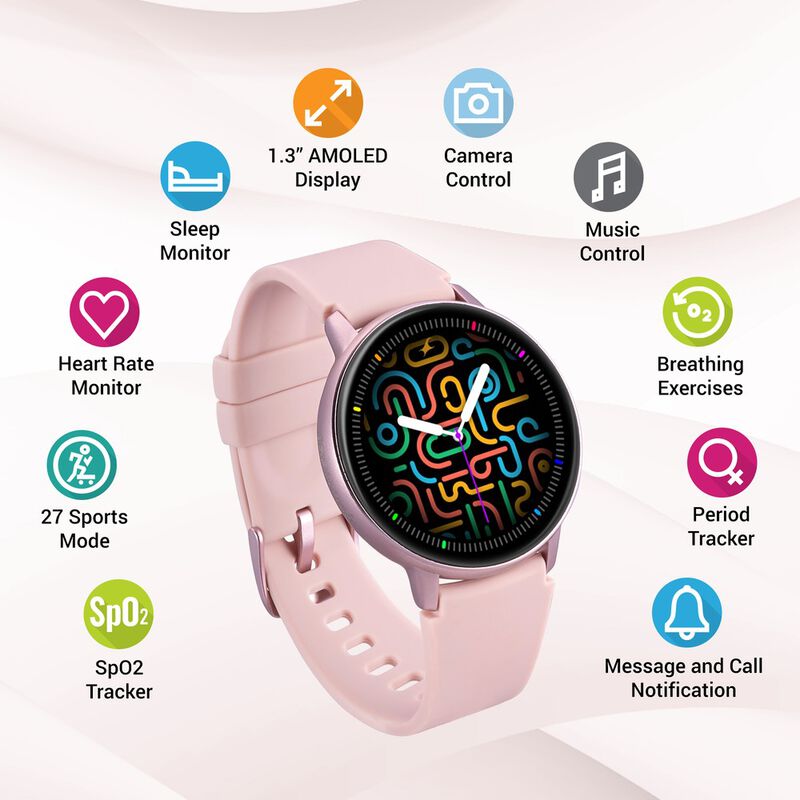 1.3” AMOLED
Display
Camera
Control
Sleep
Monitor
Music
Control
Heart Rate
Monitor
O2
Breathing
Exercises
27 Sports
Mode
Period
Tracker
SpO2
SpO2
Tracker
Message and Call
Notification